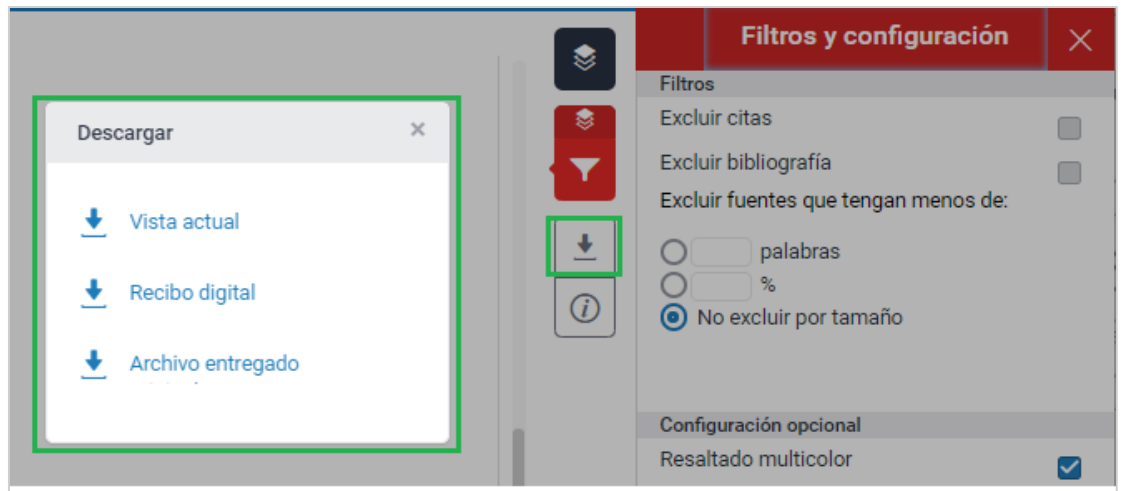 Filtros y configuración
Filtros
Excluir citas
Excluir bibliografía
Excluir fuentes que tengan menos de:
palabras
%
No excluir por tamaño
Configuración opcional
Resaltado multicolor
Descargar
Vista actual
Recibo digital
Archivo entregado